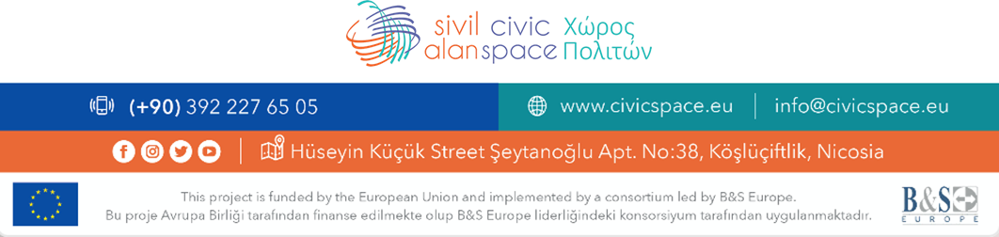 sivil civic Χώρος
alanspace Πολιτών
(+90) 392 227 65 05
www.civicspace.eu
info@civicspace.eu
Hüseyin Küçük Street Şeytanoğlu Apt. No:38, Köşlüçiftlik, Nicosia
This project is funded by the European Union and implemented by a consortium led by B&S Europe.
Bu proje Avrupa Birliği tarafından finanse edilmekte olup B&S Europe liderliğindeki konsorsiyum tarafından uygulanmaktadır.
B&S
EUROPE